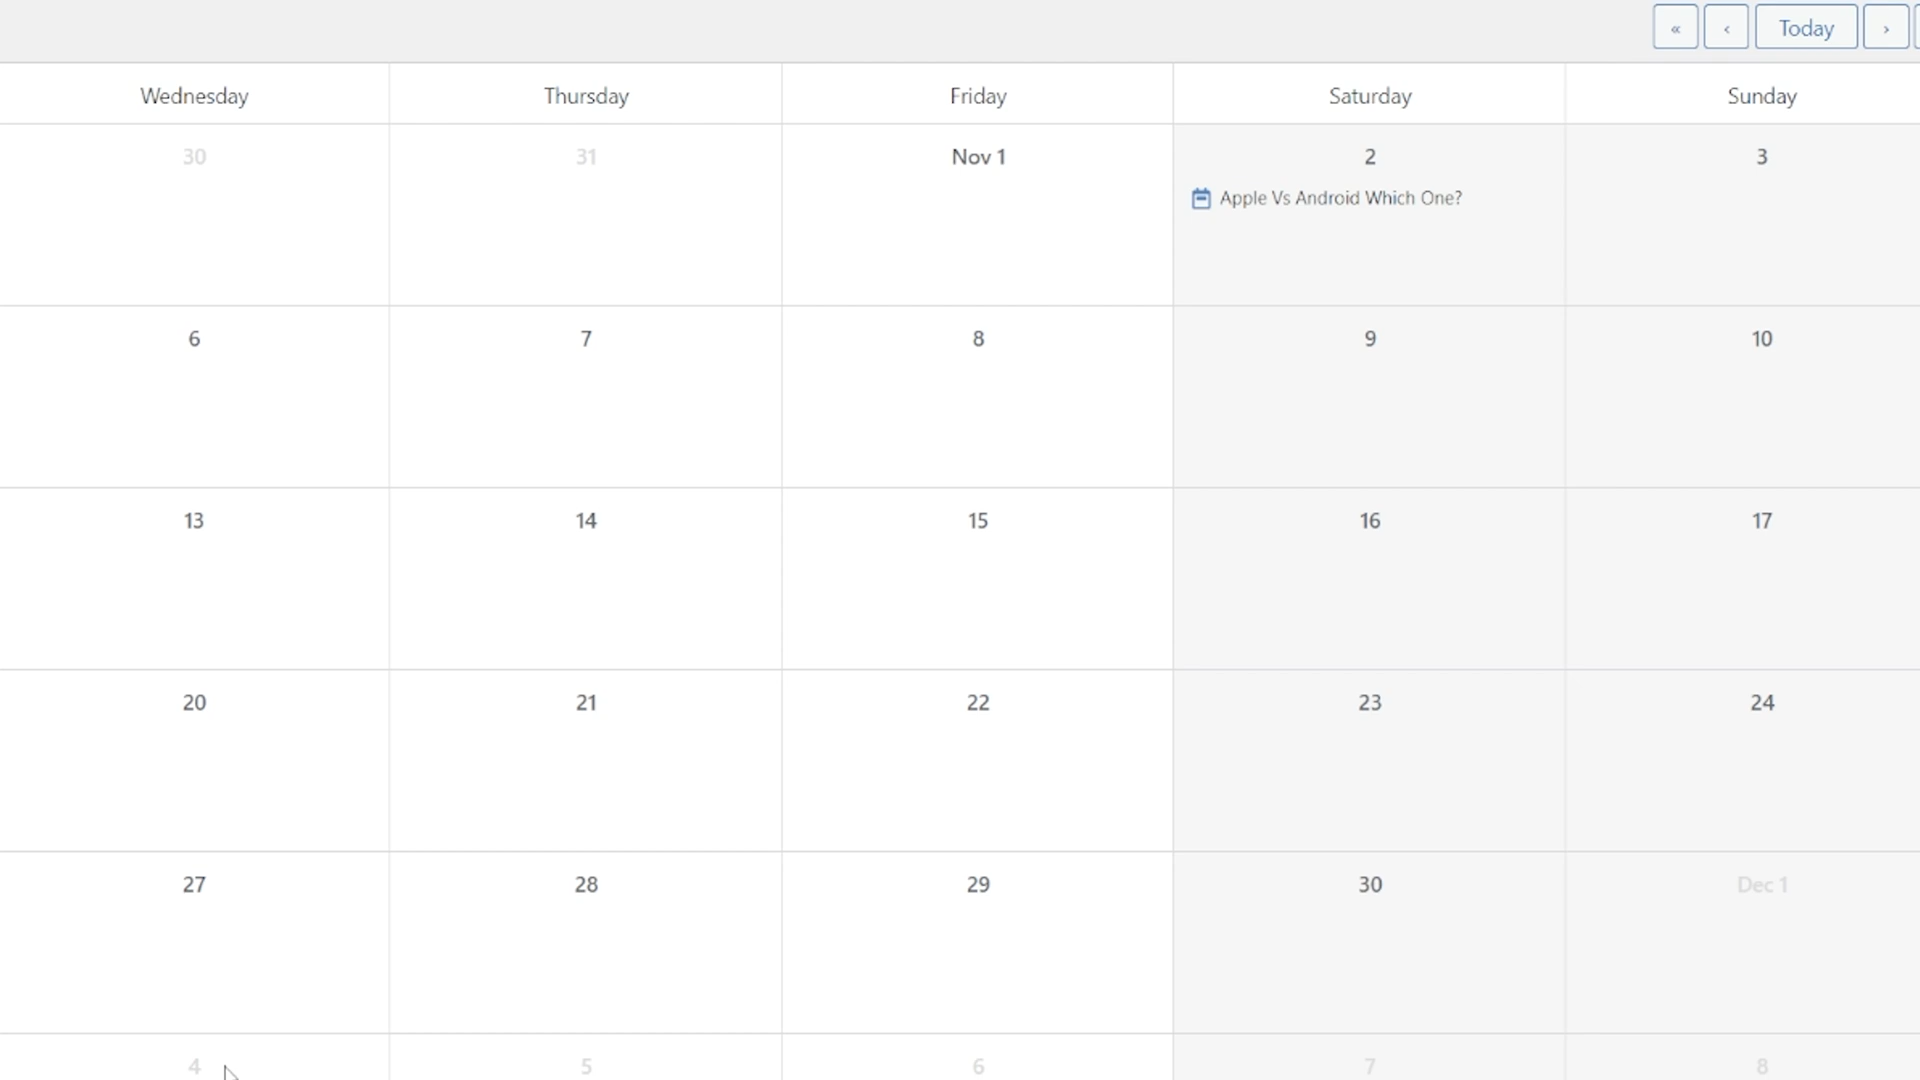 « ‹ Today ›
Wednesday Thursday Friday Saturday Sunday
30 31 Nov 1 2 3
Apple Vs Android Which One?
6 7 8 9 10
13 14 15 16 17
20 21 22 23 24
27 28 29 30 Dec 1
4 5 6 7 8